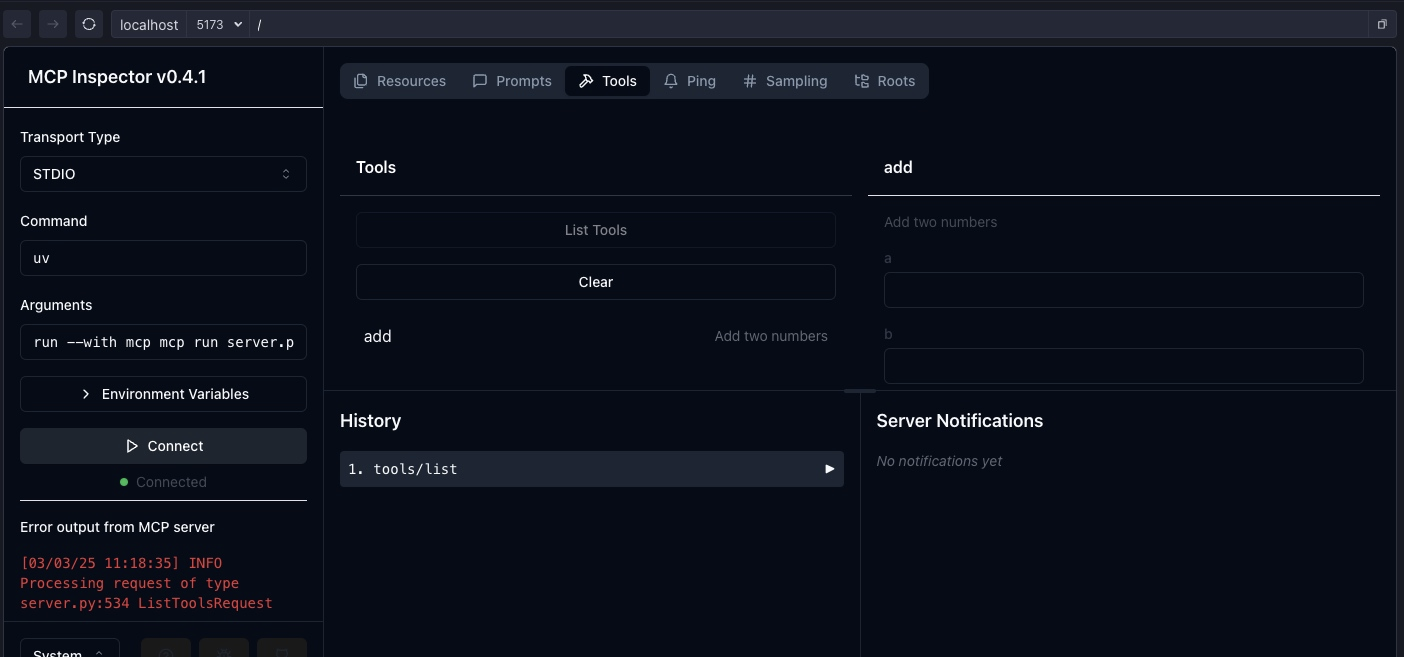 localhost 5173 /
MCP Inspector v0.4.1
Transport Type
STDIO
Command
uv
Arguments
run --with mcp mcp run server.p
Environment Variables
Connect
Connected
Error output from MCP server
[03/03/25 11:18:35] INFO
Processing request of type
server.py:534 ListToolsRequest
System
Resources Prompts Tools Ping Sampling Roots
Tools
List Tools
Clear
add Add two numbers
add
Add two numbers
a
b
History
1. tools/list
Server Notifications
No notifications yet